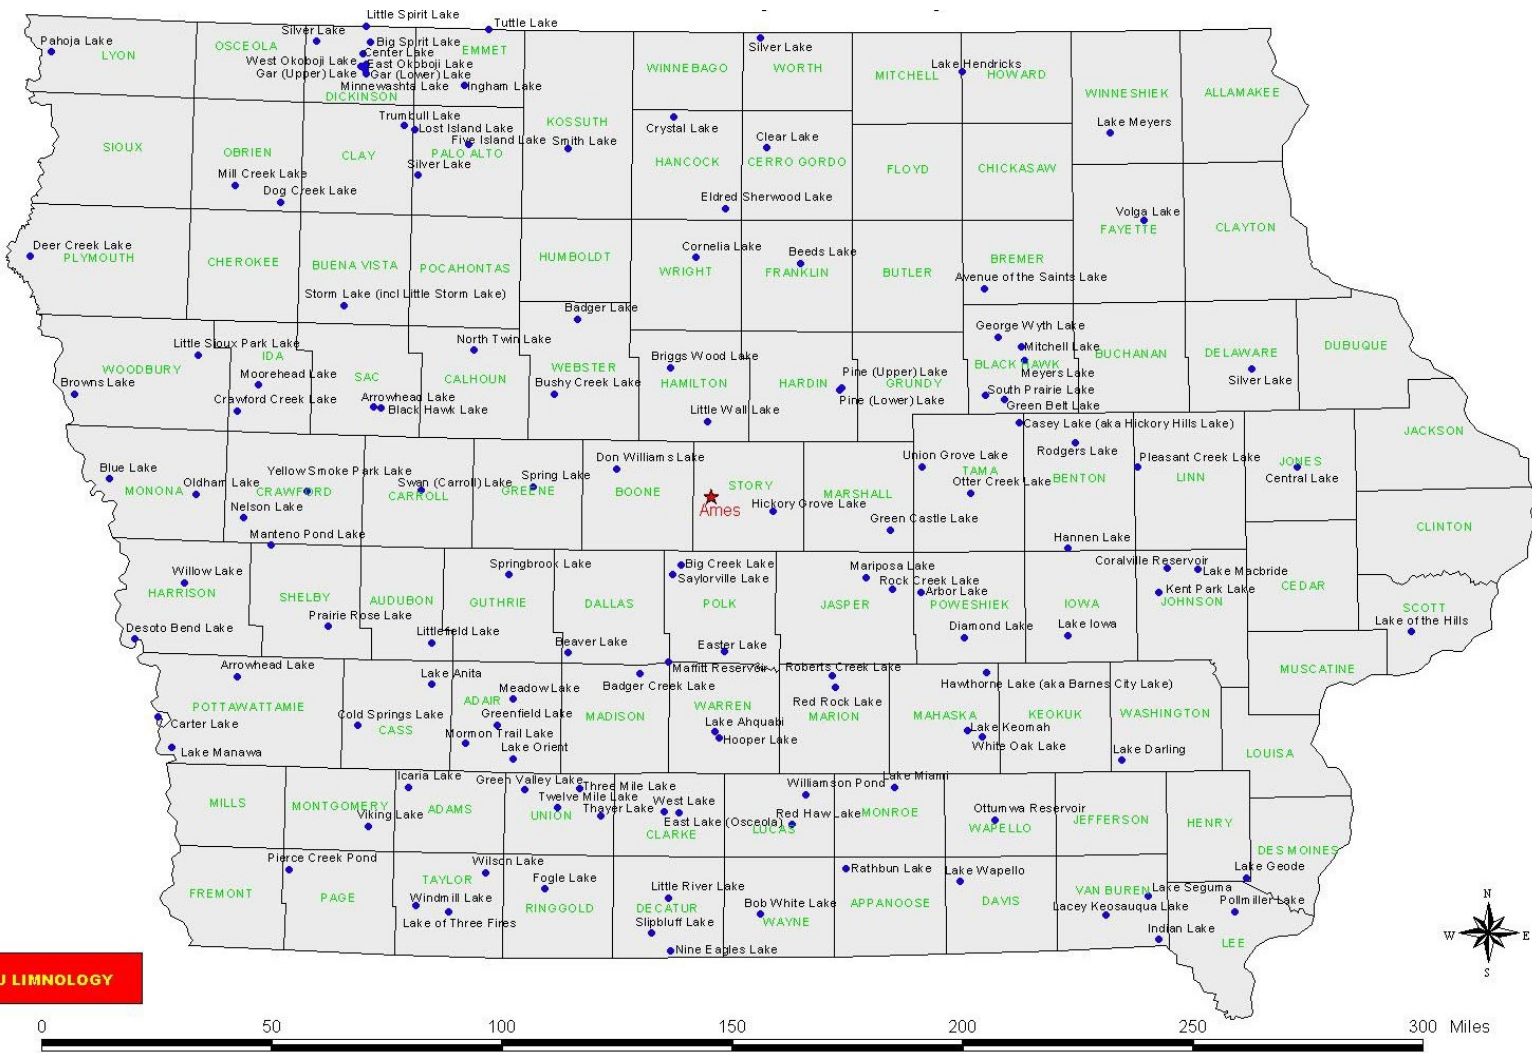 Little Spirit Lake
Tuttle Lake
Silver Lake
Pahoja Lake
Big Spirit Lake
LYON
OSCEOLA
EMMET
Center Lake
Silver Lake
West Okoboji Lake
East Okoboji Lake
Lake Hendricks
Gar (Upper) Lake
Gar (Lower) Lake
WINNEBAGO
WORTH
MITCHELL
HOWARD
Minnewashta Lake
Ingham Lake
DICKINSON
WINNESHIEK
ALLAMAKEE
Trumbull Lake
Lost Island Lake
KOSSUTH
Crystal Lake
Lake Meyers
Five Island Lake
Smith Lake
Clear Lake
SIOUX
OBRIEN
CLAY
PALO ALTO
HANCOCK
CERRO GORDO
FLOYD
CHICKASAW
Silver Lake
Mill Creek Lake
Dog Creek Lake
Eldred Sherwood Lake
Volga Lake
FAYETTE
CLAYTON
Deer Creek Lake
PLYMOUTH
CHEROKEE
BUENA VISTA
POCAHONTAS
HUMBOLDT
Cornelia Lake
WRIGHT
Beeds Lake
FRANKLIN
BUTLER
BREMER
Avenue of the Saints Lake
Storm Lake (incl Little Storm Lake)
Badger Lake
George Wyth Lake
Little Sioux Park Lake
IDA
North Twin Lake
Mitchell Lake
WOODBURY
SAC
CALHOUN
WEBSTER
Briggs Wood Lake
HAMILTON
HARDIN
Pine (Upper) Lake
GRUNDY
BLACK HAWK
Meyers Lake
BUCHANAN
DELAWARE
DUBUQUE
Silver Lake
Browns Lake
Moorehead Lake
Bushy Creek Lake
South Prairie Lake
Crawford Creek Lake
Arrowhead Lake
Black Hawk Lake
Little Wall Lake
Pine (Lower) Lake
Green Belt Lake
Casey Lake (aka Hickory Hills Lake)
JACKSON
Rodgers Lake
Blue Lake
Yellow Smoke Park Lake
Don Williams Lake
Union Grove Lake
TAMA
Pleasant Creek Lake
JONES
Central Lake
MONONA
Oldham Lake
CRAWFORD
Swan (Carroll) Lake
CARROLL
Spring Lake
GREENE
BOONE
STORY
MARSHALL
Otter Creek Lake
BENTON
LINN
Nelson Lake
Ames
Hickory Grove Lake
Green Castle Lake
CLINTON
Manteno Pond Lake
Hannen Lake
Willow Lake
HARRISON
SHELBY
AUDUBON
Springbrook Lake
GUTHRIE
DALLAS
Big Creek Lake
Saylorville Lake
POLK
JASPER
Mariposa Lake
Rock Creek Lake
Arbor Lake
POWESHIEK
IOWA
Coralville Reservoir
Lake Macbride
Kent Park Lake
JOHNSON
CEDAR
SCOTT
Lake of the Hills
Prairie Rose Lake
Desoto Bend Lake
Littlefield Lake
Beaver Lake
Easter Lake
Diamond Lake
Lake Iowa
Arrowhead Lake
Lake Anita
Maffitt Reservoir
Roberts Creek Lake
MUSCATINE
Badger Creek Lake
Hawthorne Lake (aka Barnes City Lake)
POTTAWATTAMIE
ADAIR
Meadow Lake
Red Rock Lake
Carter Lake
Cold Springs Lake
CASS
Greenfield Lake
MADISON
WARREN
Lake Ahquabi
MARION
MAHASKA
KEOKUK
WASHINGTON
Mormon Trail Lake
Hooper Lake
Lake Keomah
White Oak Lake
Lake Manawa
Lake Orient
Lake Darling
LOUISA
Icaria Lake
Green Valley Lake
Three Mile Lake
Williamson Pond
Lake Miami
MILLS
MONTGOMERY
ADAMS
Twelve Mile Lake
UNION
Thayer Lake
West Lake
East Lake (Osceola)
CLARKE
Red Haw Lake
LUCAS
MONROE
Ottumwa Reservoir
WAPELLO
JEFFERSON
HENRY
Viking Lake
DES MOINES
Pierce Creek Pond
Wilson Lake
Rathbun Lake
Lake Wapello
Lake Geode
FREMONT
PAGE
TAYLOR
Fogle Lake
Little River Lake
VAN BUREN
Lake Seguma
Windmill Lake
RINGGOLD
DECATUR
Bob White Lake
WAYNE
APPANOOSE
DAVIS
Lacey Keosauqua Lake
Pollmiller Lake
Lake of Three Fires
Slipbluff Lake
Indian Lake
LEE
Nine Eagles Lake
N
W E
S
U LIMNOLOGY
0 50 100 150 200 250 300 Miles